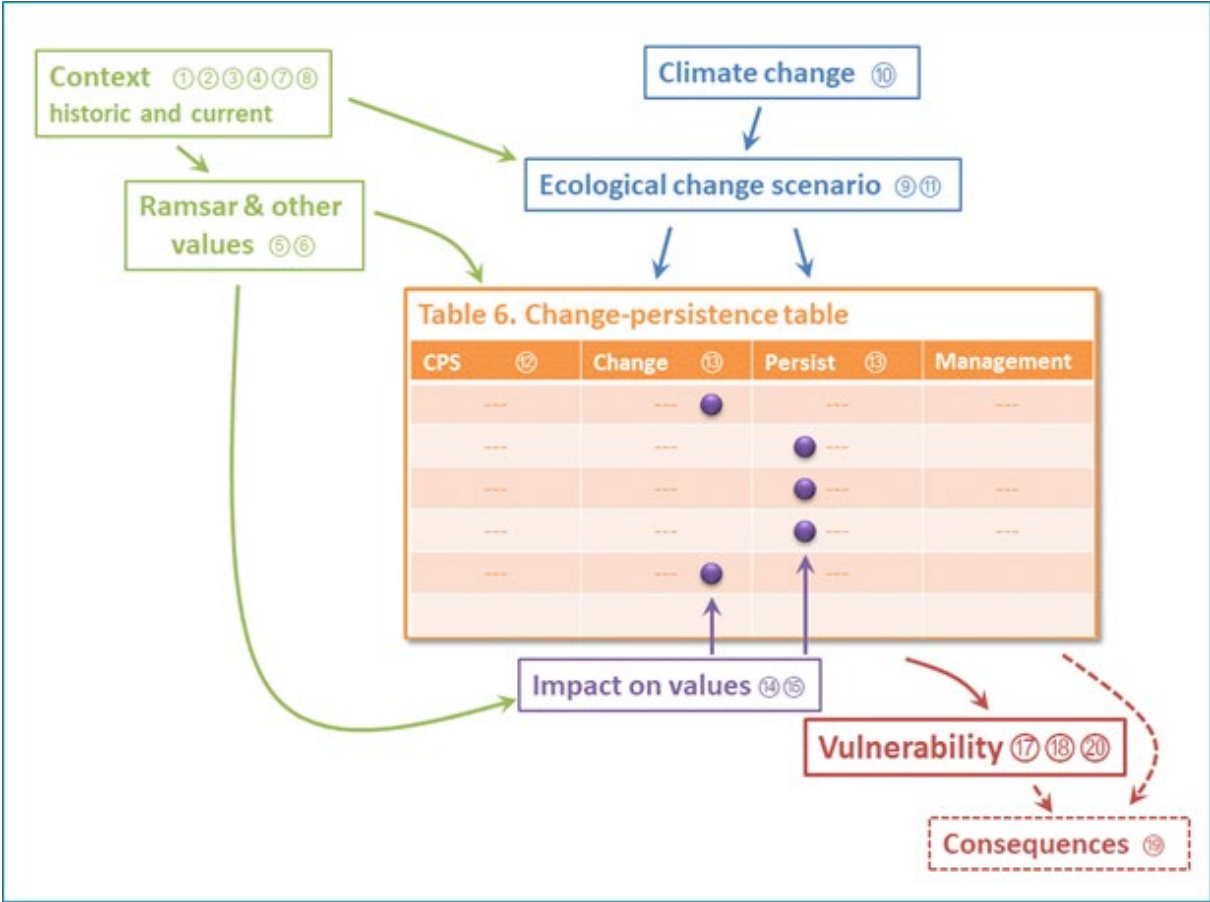 Context ①②③④⑦⑧
historic and current
Climate change ⑩
Ecological change scenario ⑨⑪
Ramsar & other
values ⑤⑥
Table 6. Change-persistence table
CPS ⑫ Change ⑬ Persist ⑬ Management
--- --- --- ---
--- --- ---
--- --- --- ---
--- --- --- ---
--- --- ---
Impact on values ⑭⑮
Vulnerability ⑰⑱⑳
Consequences ⑲